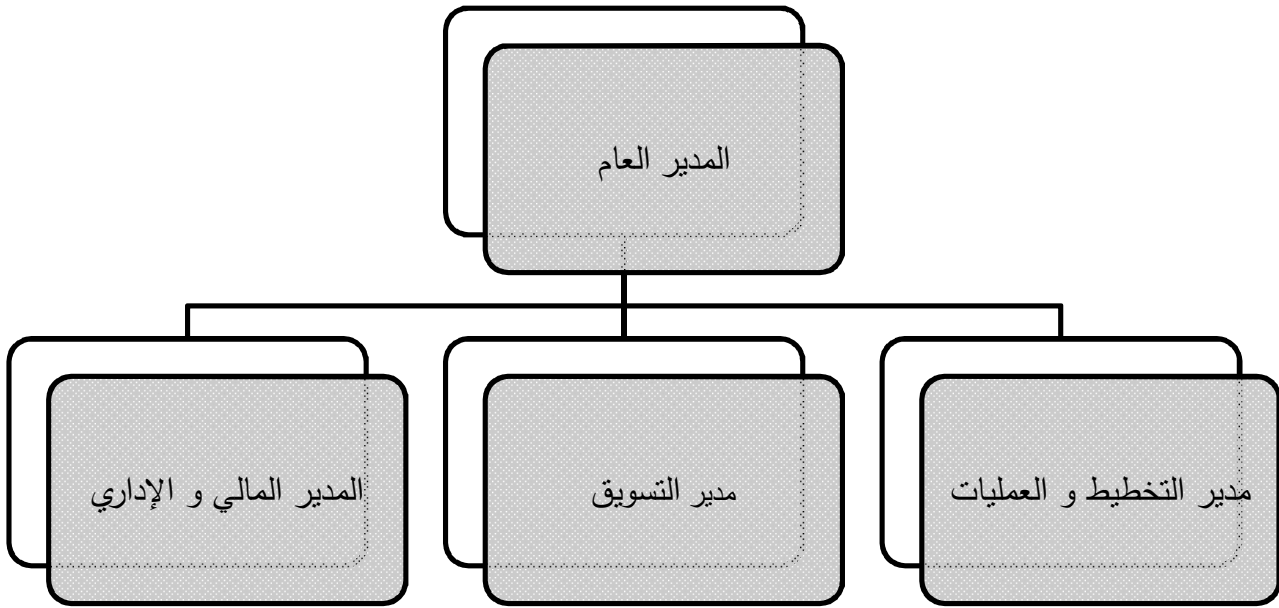 المدير العام
مدير التخطيط و العمليات
مدير التسويق
المدير المالي و الإداري